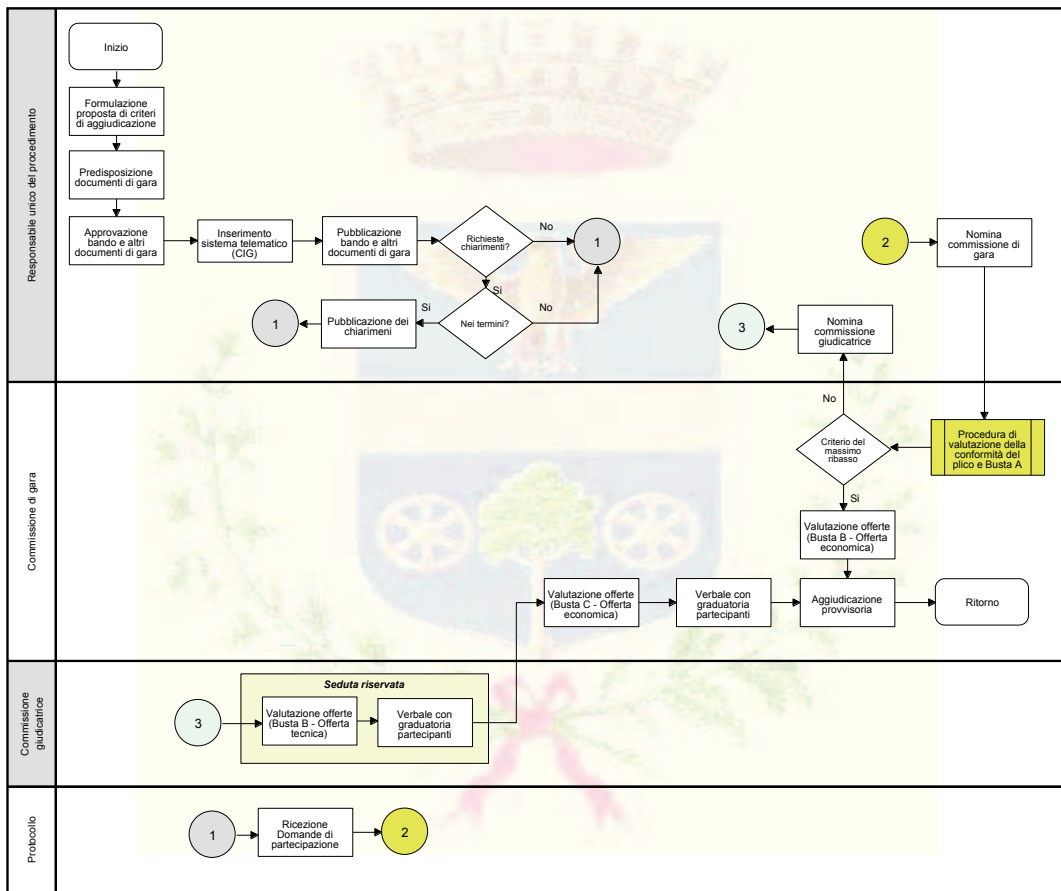 Responsabile unico del procedimento
Inizio
Formulazione
proposta di criteri
di aggiudicazione
Predisposizione
documenti di gara
Approvazione
bando e altri
documenti di gara
Inserimento
sistema telematico
(CIG)
Pubblicazione
bando e altri
documenti di gara
Richieste
chiarimenti?
No
1
Si
Nei termini?
No
Si
Pubblicazione dei
chiarimeni
1
2
Nomina
commissione di
gara
Nomina
commissione
giudicatrice
3
Commissione di gara
No
Criterio del
massimo
ribasso
Procedura di
valutazione della
conformità del
plico e Busta A
Si
Valutazione offerte
(Busta B - Offerta
economica)
Valutazione offerte
(Busta C - Offerta
economica)
Verbale con
graduatoria
partecipanti
Aggiudicazione
provvisoria
Ritorno
Commissione
giudicatrice
Seduta riservata
3
Valutazione offerte
(Busta B - Offerta
tecnica)
Verbale con
graduatoria
partecipanti
Protocollo
1
Ricezione
Domande di
partecipazione
2